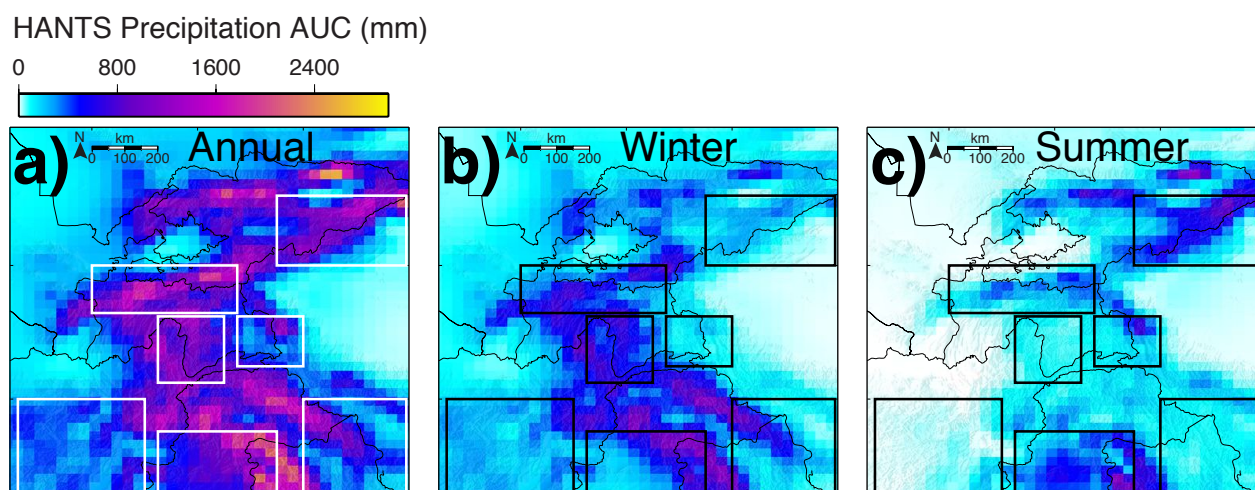 HANTS Precipitation AUC (mm)
0 800 1600 2400
a) N km 0 100 200 Annual
b) N km 0 100 200 Winter
c) N km 0 100 200 Summer